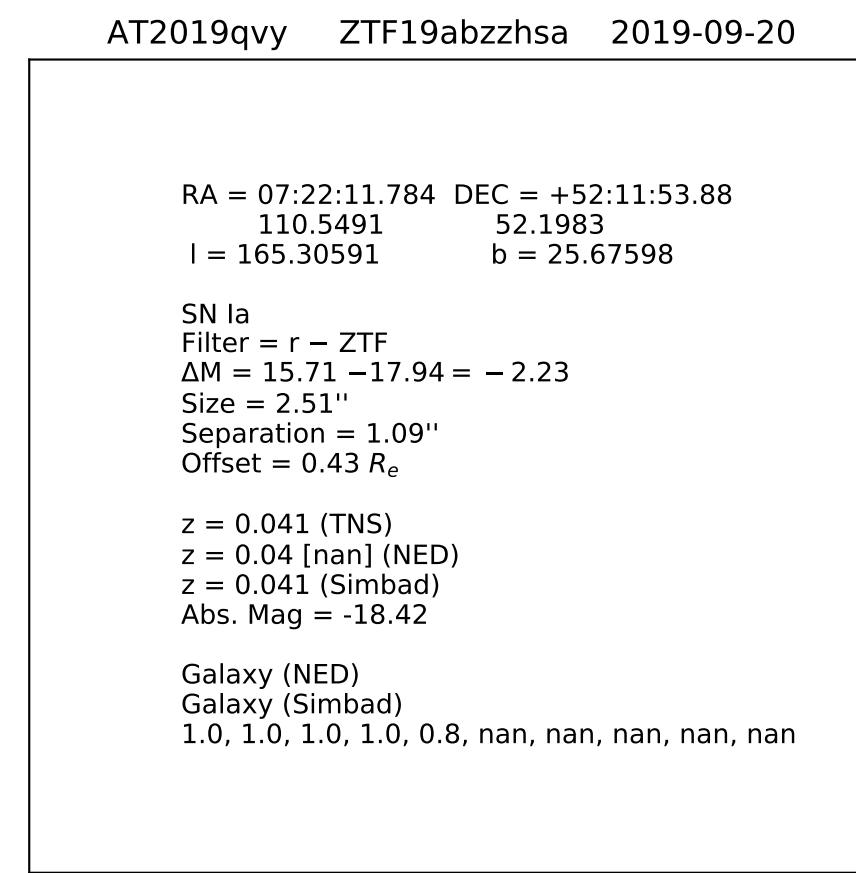 AT2019qvy ZTF19abzzhsa 2019-09-20
RA = 07:22:11.784 DEC = +52:11:53.88
110.5491 52.1983
l = 165.30591 b = 25.67598
SN Ia
Filter = r − ZTF
ΔM = 15.71 −17.94 = − 2.23
Size = 2.51''
Separation = 1.09''
Offset = 0.43 Re
z = 0.041 (TNS)
z = 0.04 [nan] (NED)
z = 0.041 (Simbad)
Abs. Mag = -18.42
Galaxy (NED)
Galaxy (Simbad)
1.0, 1.0, 1.0, 1.0, 0.8, nan, nan, nan, nan, nan